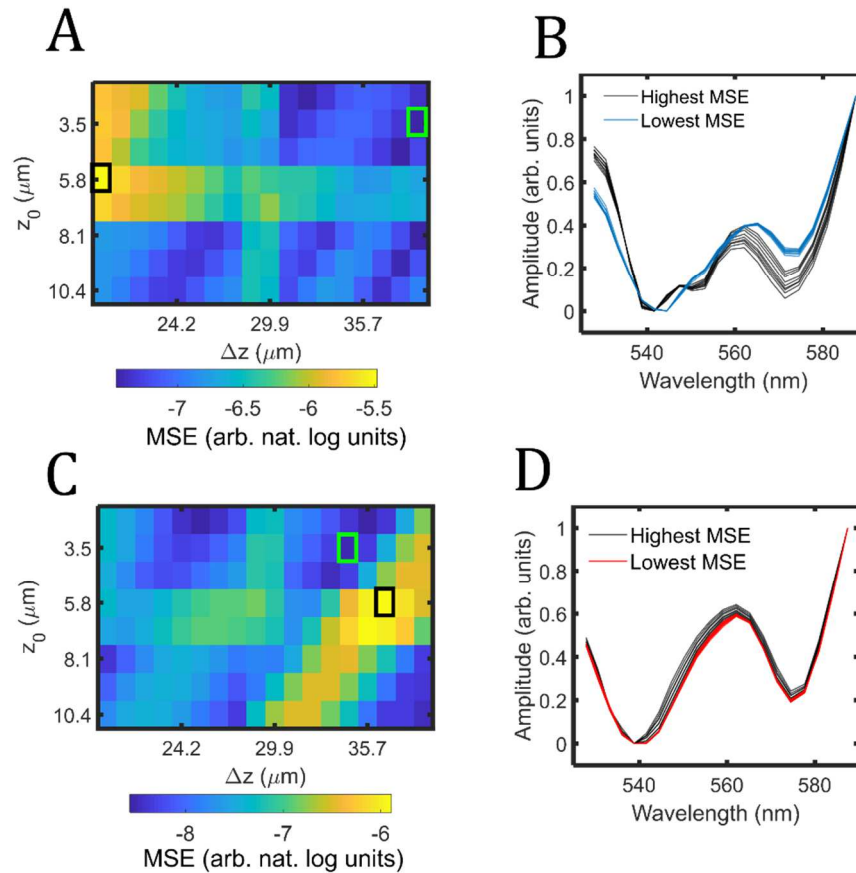 A
3.5
5.8
8.1
10.4
z0 (μm)
24.2 29.9 35.7
Δz (μm)
-7 -6.5 -6 -5.5
MSE (arb. nat. log units)
B
Highest MSE
Lowest MSE
1
0.8
0.6
0.4
0.2
0
Amplitude (arb. units)
540 560 580
Wavelength (nm)
C
3.5
5.8
8.1
10.4
z0 (μm)
24.2 29.9 35.7
Δz (μm)
-8 -7 -6
MSE (arb. nat. log units)
D
Highest MSE
Lowest MSE
1
0.8
0.6
0.4
0.2
0
Amplitude (arb. units)
540 560 580
Wavelength (nm)